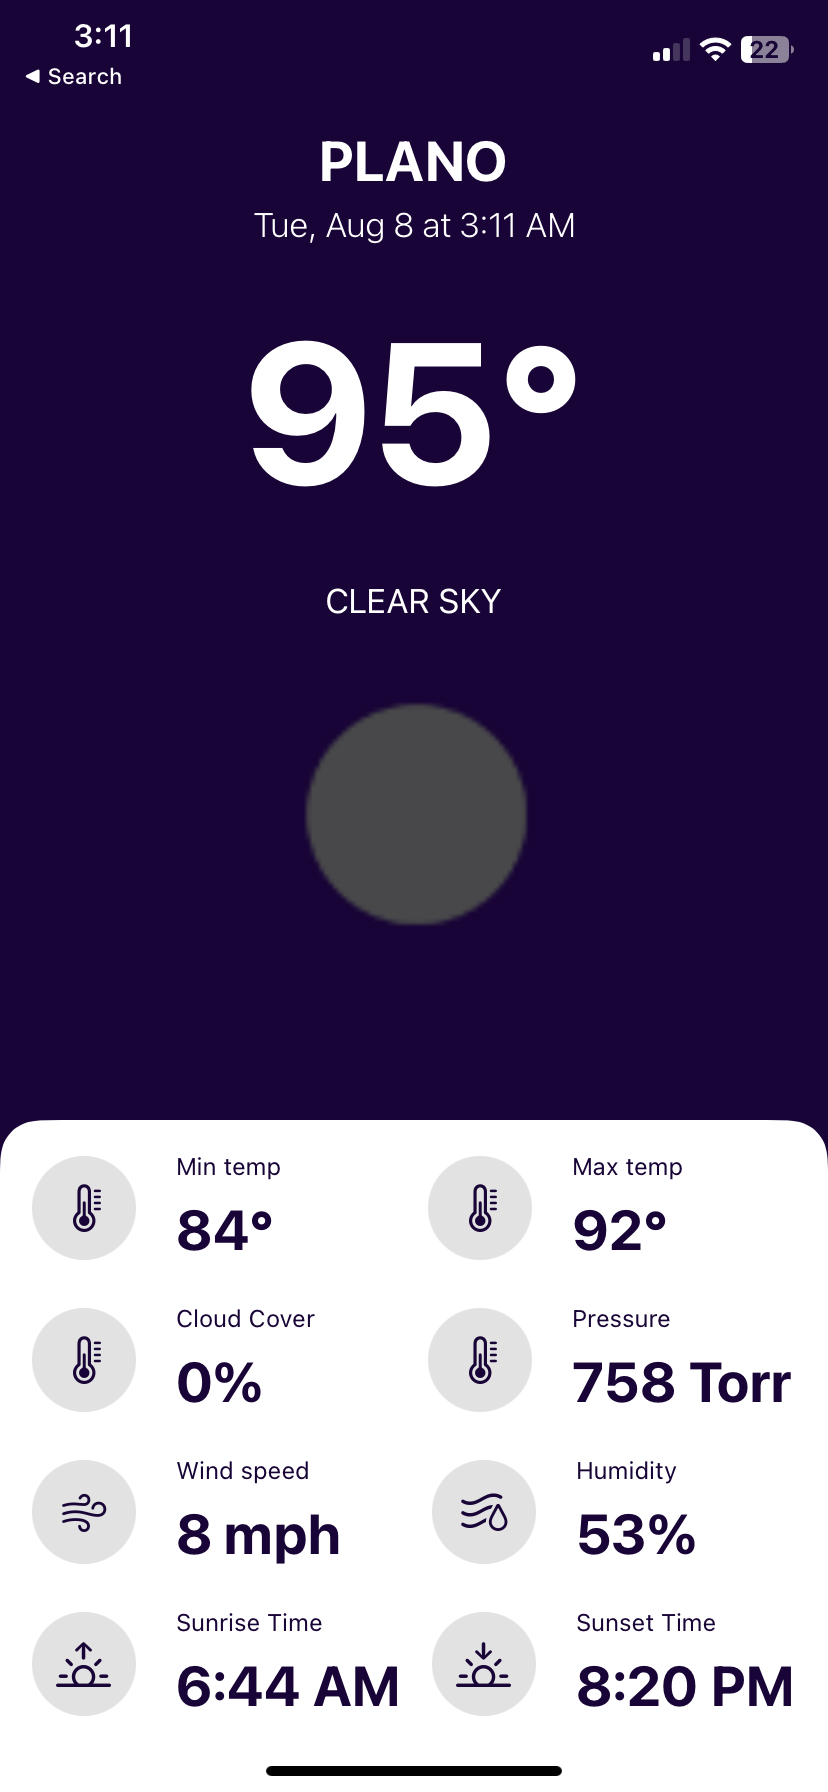 3:11
22
◀ Search
PLANO
Tue, Aug 8 at 3:11 AM
95°
CLEAR SKY
Min temp
84°
Max temp
92°
Cloud Cover
0%
Pressure
758 Torr
Wind speed
8 mph
Humidity
53%
Sunrise Time
6:44 AM
Sunset Time
8:20 PM